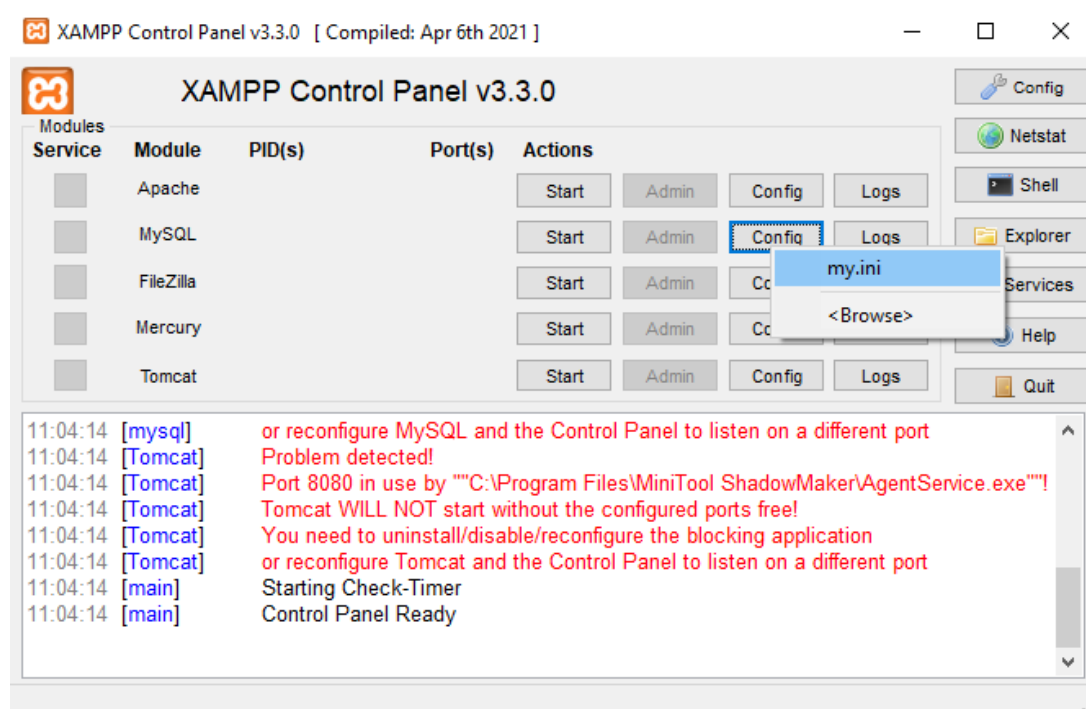 XAMPP Control Panel v3.3.0 [ Compiled: Apr 6th 2021 ]
XAMPP Control Panel v3.3.0
Config
Modules
Service Module PID(s) Port(s) Actions
Netstat
Apache Start Admin Config Logs
Shell
MySQL Start Admin Config Logs
Explorer
my.ini
FileZilla Start Admin Co
Services
<Browse>
Mercury Start Admin Co
Help
Tomcat Start Admin Config Logs
Quit
11:04:14 [mysql] or reconfigure MySQL and the Control Panel to listen on a different port
11:04:14 [Tomcat] Problem detected!
11:04:14 [Tomcat] Port 8080 in use by ""C:\Program Files\MiniTool ShadowMaker\AgentService.exe""!
11:04:14 [Tomcat] Tomcat WILL NOT start without the configured ports free!
11:04:14 [Tomcat] You need to uninstall/disable/reconfigure the blocking application
11:04:14 [Tomcat] or reconfigure Tomcat and the Control Panel to listen on a different port
11:04:14 [main] Starting Check-Timer
11:04:14 [main] Control Panel Ready